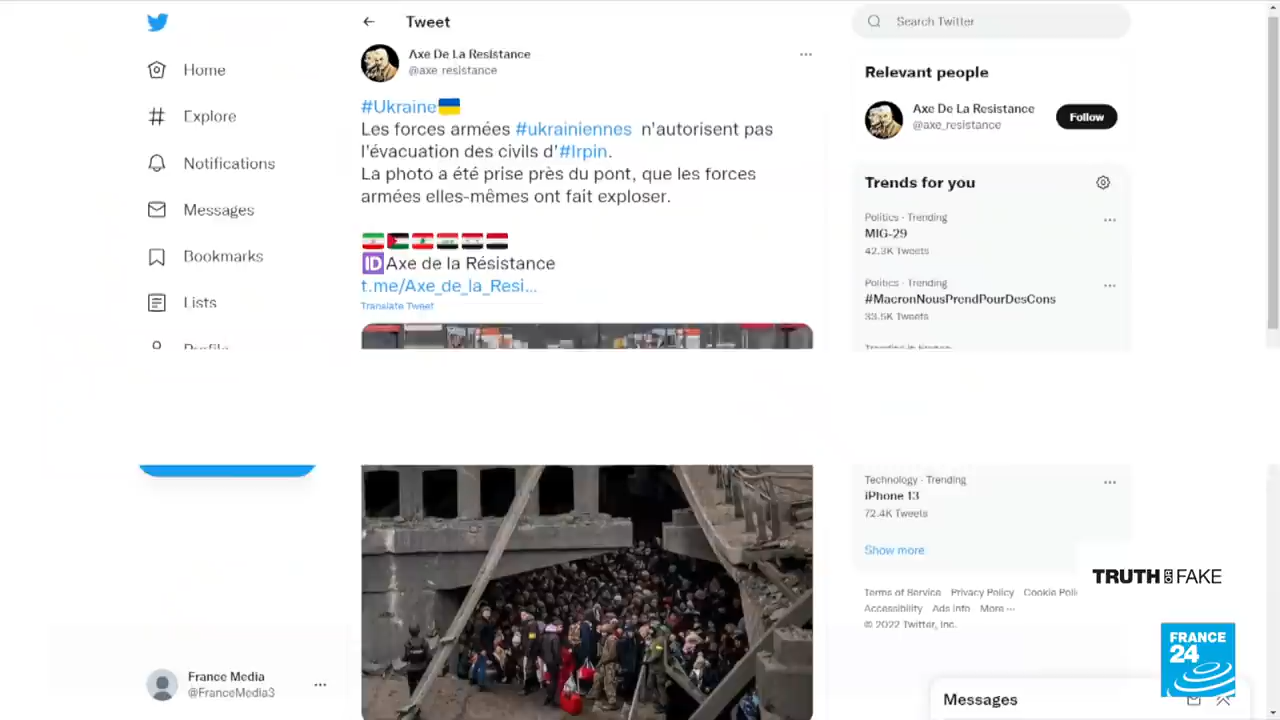 Tweet
Search Twitter
Home
Explore
Notifications
Messages
Bookmarks
Lists
Profile
Axe De La Resistance
@axe_resistance
#Ukraine
Les forces armées #ukrainiennes n'autorisent pas
l'évacuation des civils d'#Irpin.
La photo a été prise près du pont, que les forces
armées elles-mêmes ont fait exploser.
ID Axe de la Résistance
t.me/Axe_de_la_Resi...
Translate Tweet
Relevant people
Axe De La Resistance
@axe_resistance
Follow
Trends for you
Politics · Trending
MIG-29
42.3K Tweets
Politics · Trending
#MacronNousPrendPourDesCons
33.5K Tweets
Technology · Trending
iPhone 13
72.4K Tweets
Show more
Terms of Service Privacy Policy Cookie
Accessibility Ads info More ···
© 2022 Twitter, Inc.
TRUTH OR FAKE
FRANCE
24
France Media
@FranceMedia3
Messages